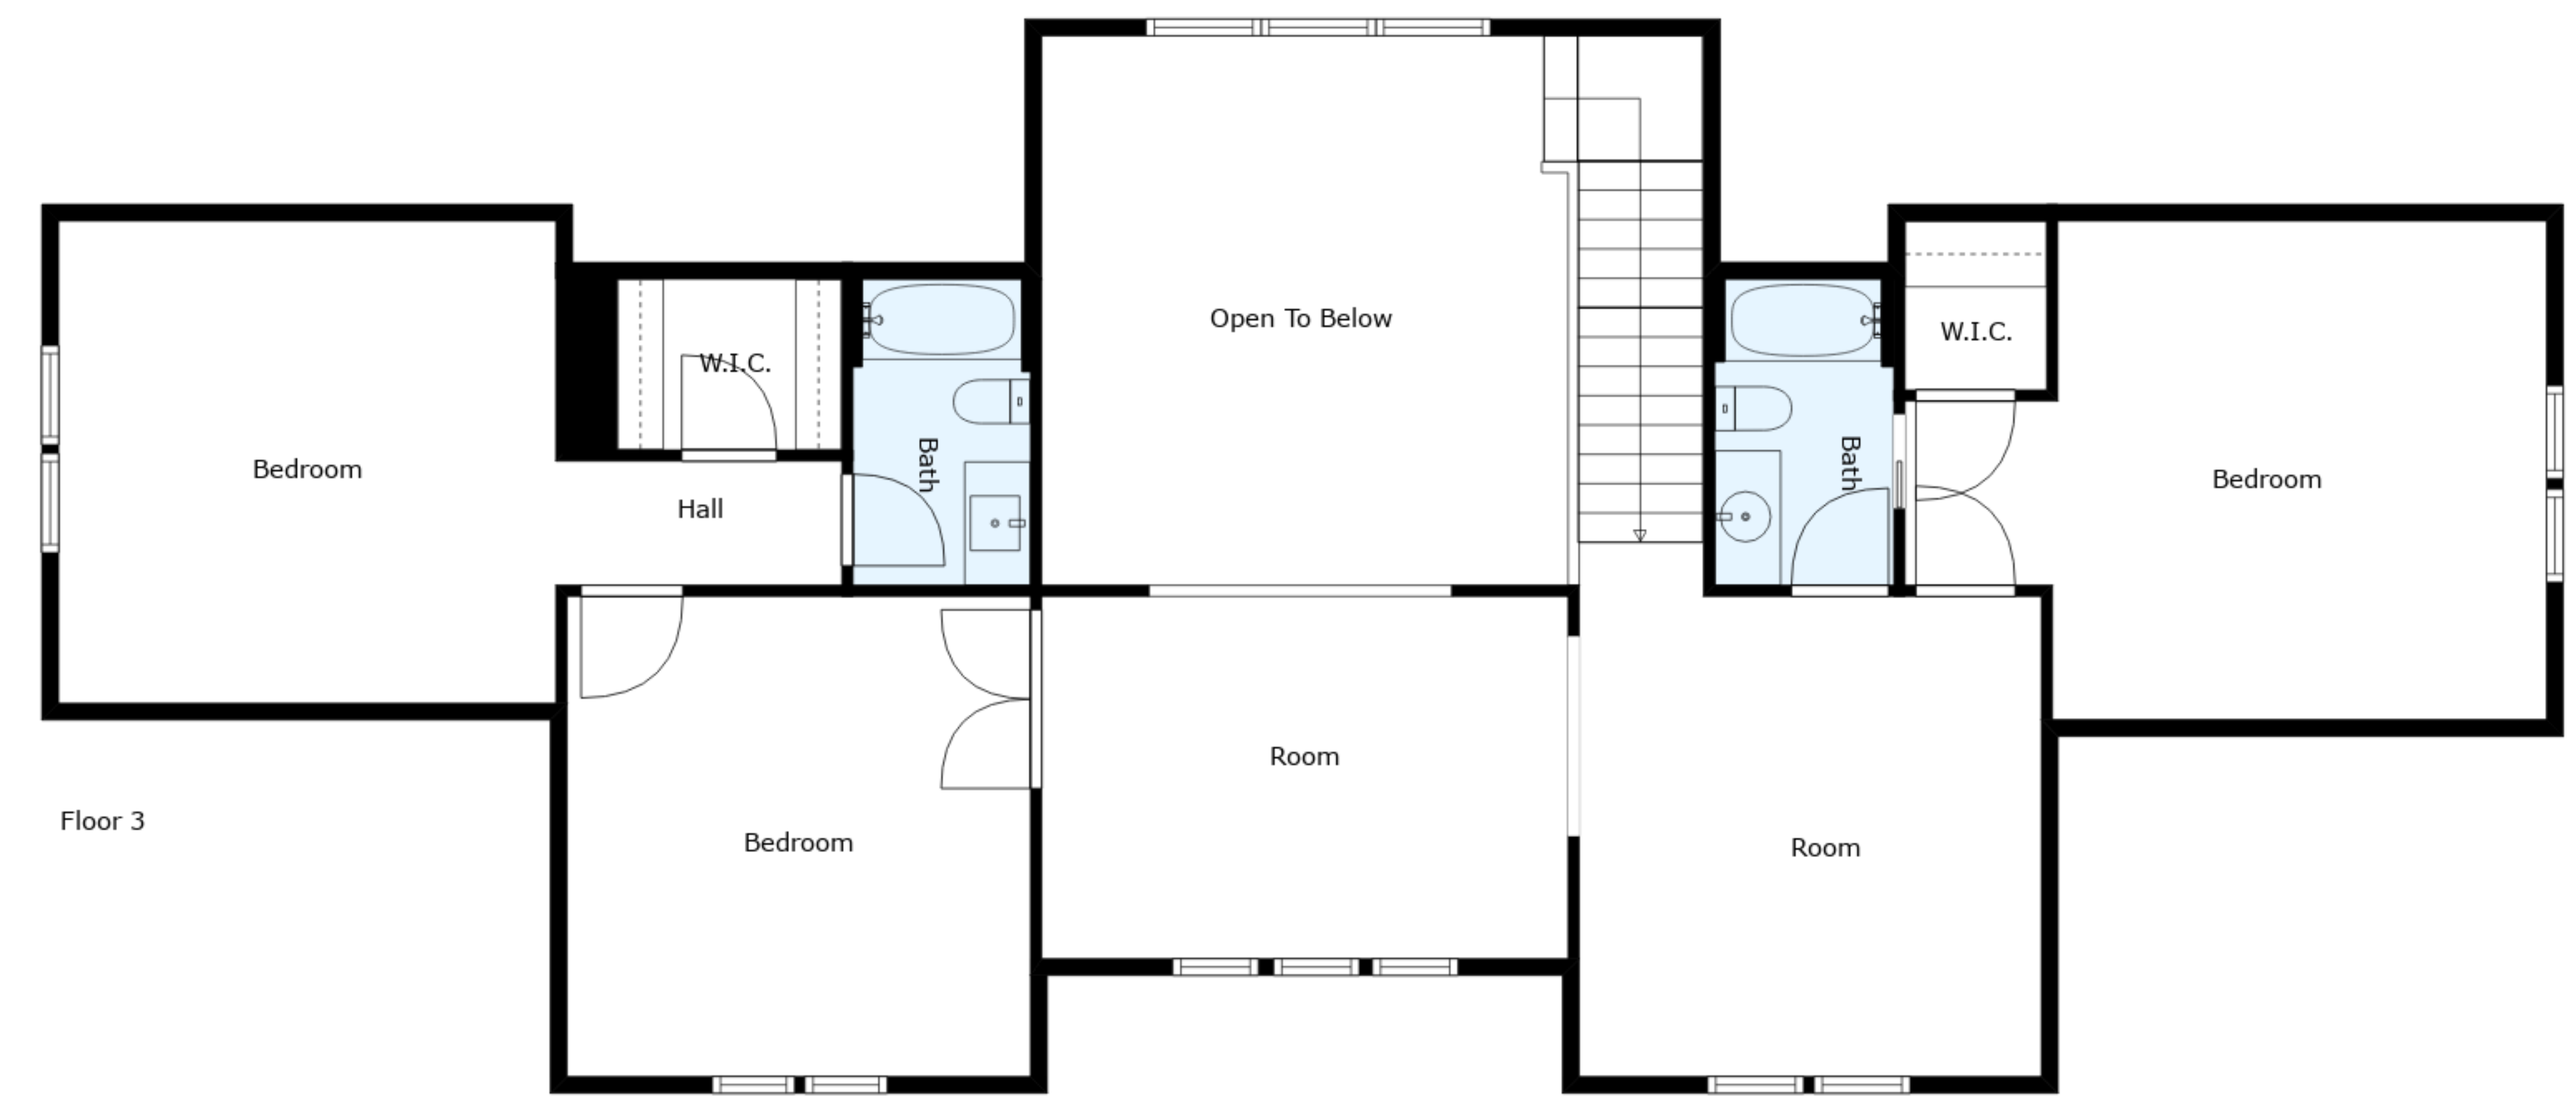 Open To Below
W.I.C.
W.I.C.
Bath
Bath
Bedroom
Bedroom
Hall
Room
Floor 3
Bedroom
Room